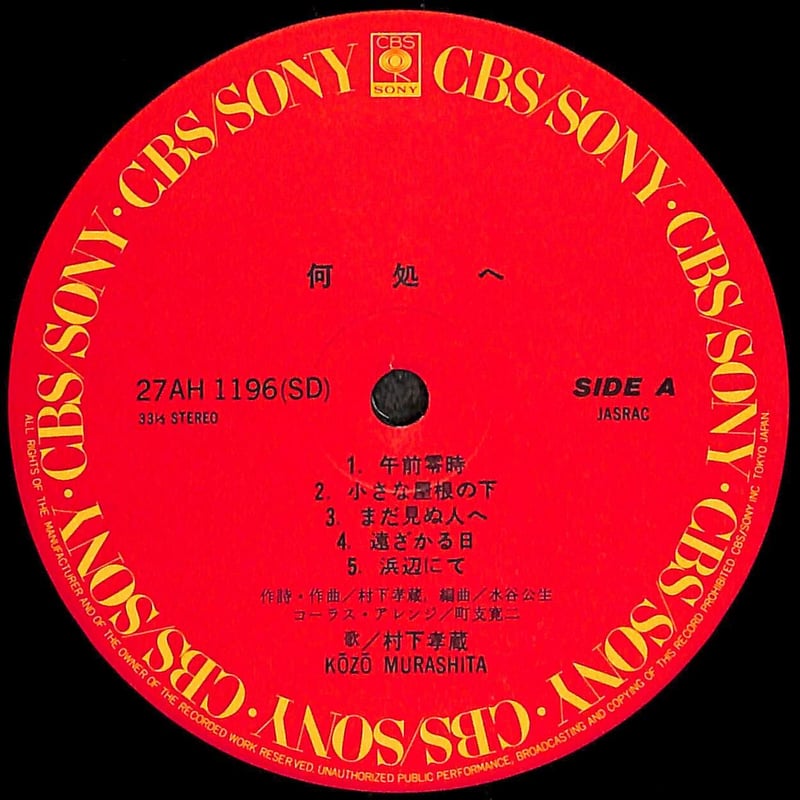 CBS/SONY · CBS/SONY · CBS/SONY · CBS/SONY · CBS/SONY · CBS/SONY · CBS/SONY · CBS/SONY
CBS
SONY
何処へ
27AH 1196(SD)
SIDE A
33⅓ STEREO
JASRAC
1. 午前零時
2. 小さな屋根の下
3. まだ見ぬ人へ
4. 遠ざかる日
5. 浜辺にて
作詩・作曲/村下孝蔵, 編曲/水谷公生
コーラス・アレンジ/町支寛二
歌/村下孝蔵
KŌZŌ MURASHITA
ALL RIGHTS OF THE MANUFACTURER AND OF THE OWNER OF THE RECORDED WORK RESERVED. UNAUTHORIZED PUBLIC PERFORMANCE, BROADCASTING AND COPYING OF THIS RECORD PROHIBITED. CBS/SONY INC. TOKYO JAPAN.